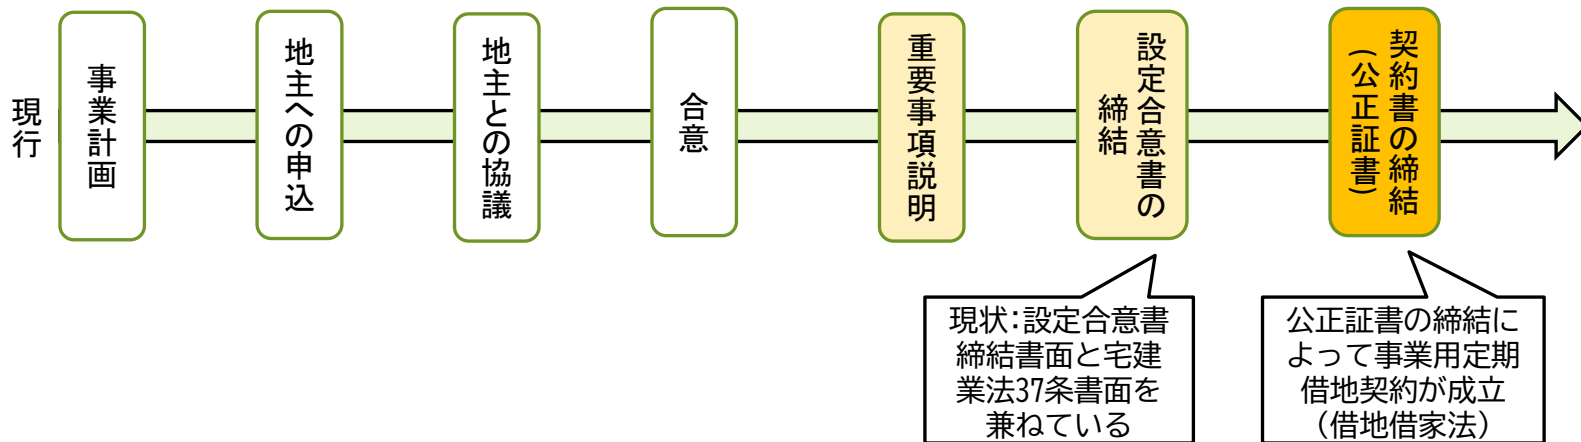 現行
事業計画
地主への申込
地主との協議
合意
重要事項説明
設定合意書の
締結
契約書の締結
(公正証書)
現状:設定合意書
締結書面と宅建
業法37条書面を
兼ねている
公正証書の締結に
よって事業用定期
借地契約が成立
(借地借家法)